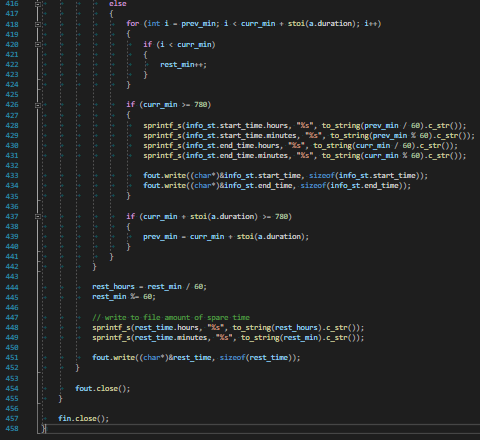 416 else
417 {
418 for (int i = prev_min; i < curr_min + stoi(a.duration); i++)
419 {
420 if (i < curr_min)
421 {
422 rest_min++;
423 }
424 }
425
426 if (curr_min >= 780)
427 {
428 sprintf_s(info_st.start_time.hours, "%s", to_string(prev_min / 60).c_str());
429 sprintf_s(info_st.start_time.minutes, "%s", to_string(prev_min % 60).c_str());
430 sprintf_s(info_st.end_time.hours, "%s", to_string(curr_min / 60).c_str());
431 sprintf_s(info_st.end_time.minutes, "%s", to_string(curr_min % 60).c_str());
432
433 fout.write((char*)&info_st.start_time, sizeof(info_st.start_time));
434 fout.write((char*)&info_st.end_time, sizeof(info_st.end_time));
435 }
436
437 if (curr_min + stoi(a.duration) >= 780)
438 {
439 prev_min = curr_min + stoi(a.duration);
440 }
441 }
442 }
443
444 rest_hours = rest_min / 60;
445 rest_min %= 60;
446
447 // write to file amount of spare time
448 sprintf_s(rest_time.hours, "%s", to_string(rest_hours).c_str());
449 sprintf_s(rest_time.minutes, "%s", to_string(rest_min).c_str());
450
451 fout.write((char*)&rest_time, sizeof(rest_time));
452 }
453
454 fout.close();
455 }
456
457 fin.close();
458 }